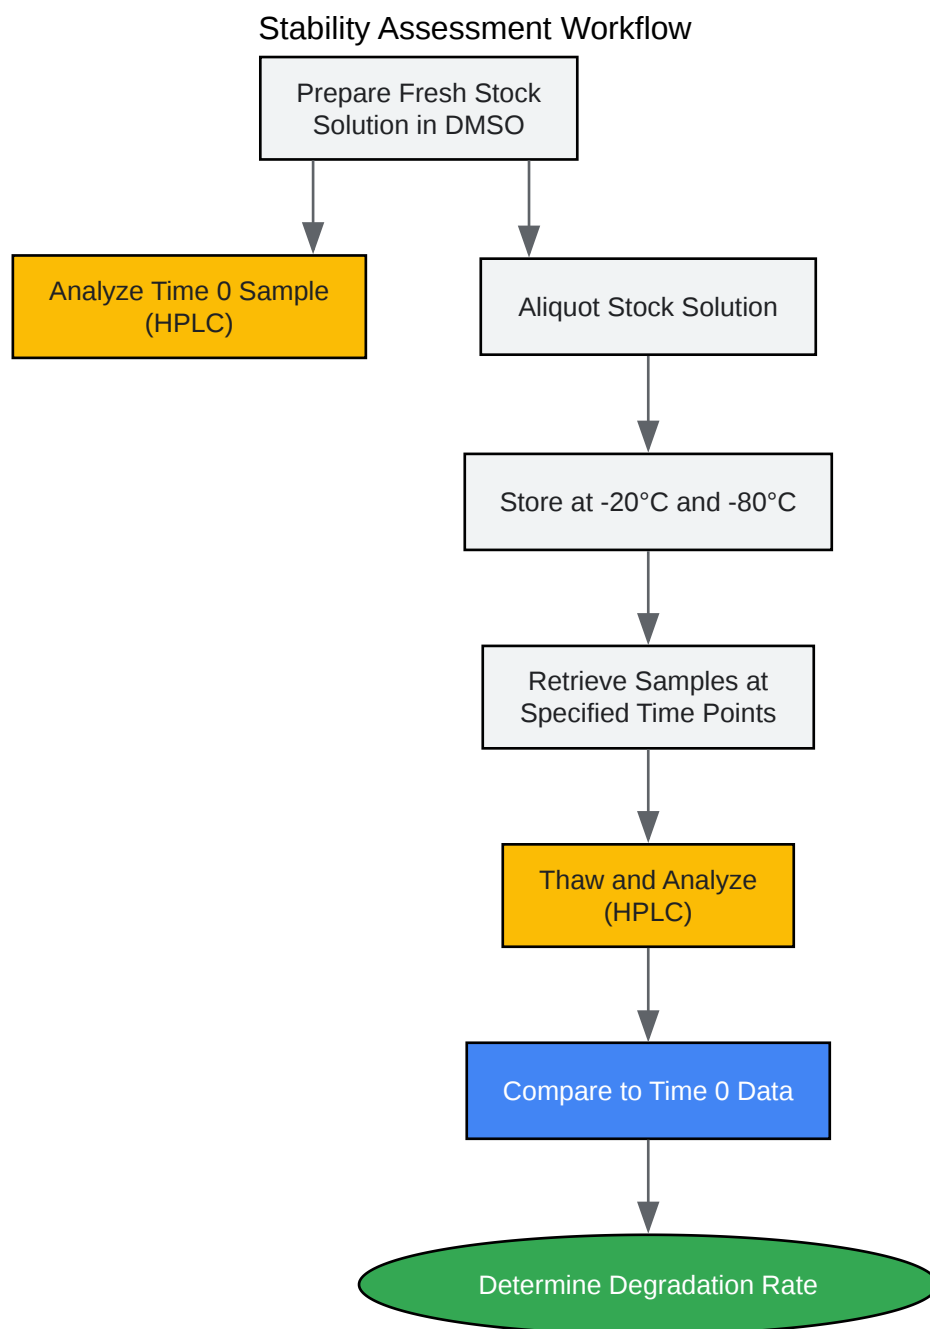 Stability Assessment Workflow
Prepare Fresh Stock
Solution in DMSO
Analyze Time 0 Sample
(HPLC)
Aliquot Stock Solution
Store at -20°C and -80°C
Retrieve Samples at
Specified Time Points
Thaw and Analyze
(HPLC)
Compare to Time 0 Data
Determine Degradation Rate